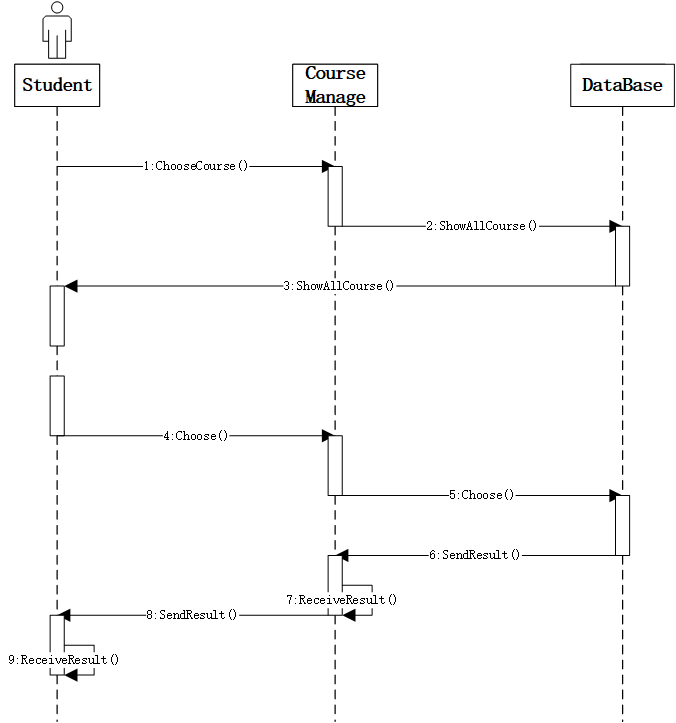 Student
Course
Manage
DataBase
1:ChooseCourse()
2:ShowAllCourse()
3:ShowAllCourse()
4:Choose()
5:Choose()
6:SendResult()
7:ReceiveResult()
8:SendResult()
9:ReceiveResult()